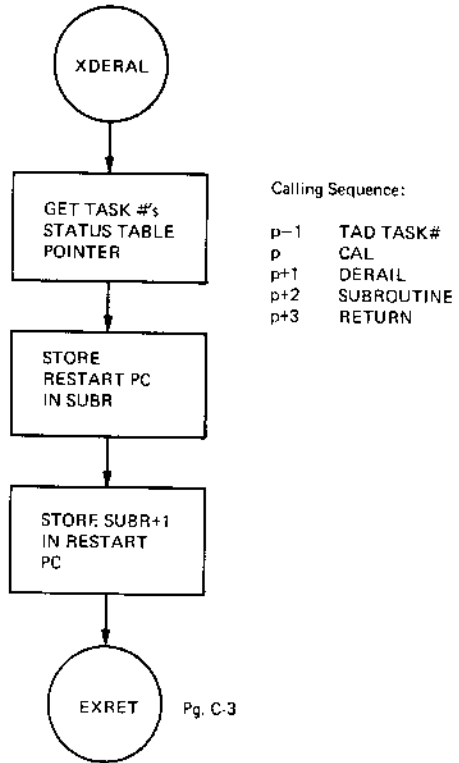 XDERAL
GET TASK #'s
STATUS TABLE
POINTER
STORE
RESTART PC
IN SUBR
STORE SUBR+1
IN RESTART
PC
EXRET
Pg. C-3
Calling Sequence:
p−1 TAD TASK#
p CAL
p+1 DERAIL
p+2 SUBROUTINE
p+3 RETURN